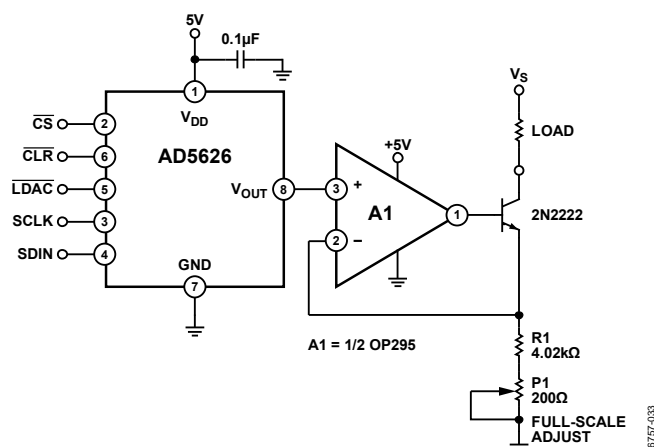 5V
0.1µF
1
VDD
CS
2
CLR
6
LDAC
5
SCLK
3
SDIN
4
AD5626
VOUT
8
GND
7
+5V
3
+
A1
1
2
–
A1 = 1/2 OP295
VS
LOAD
2N2222
R1
4.02kΩ
P1
200Ω
FULL-SCALE
ADJUST
06757-033